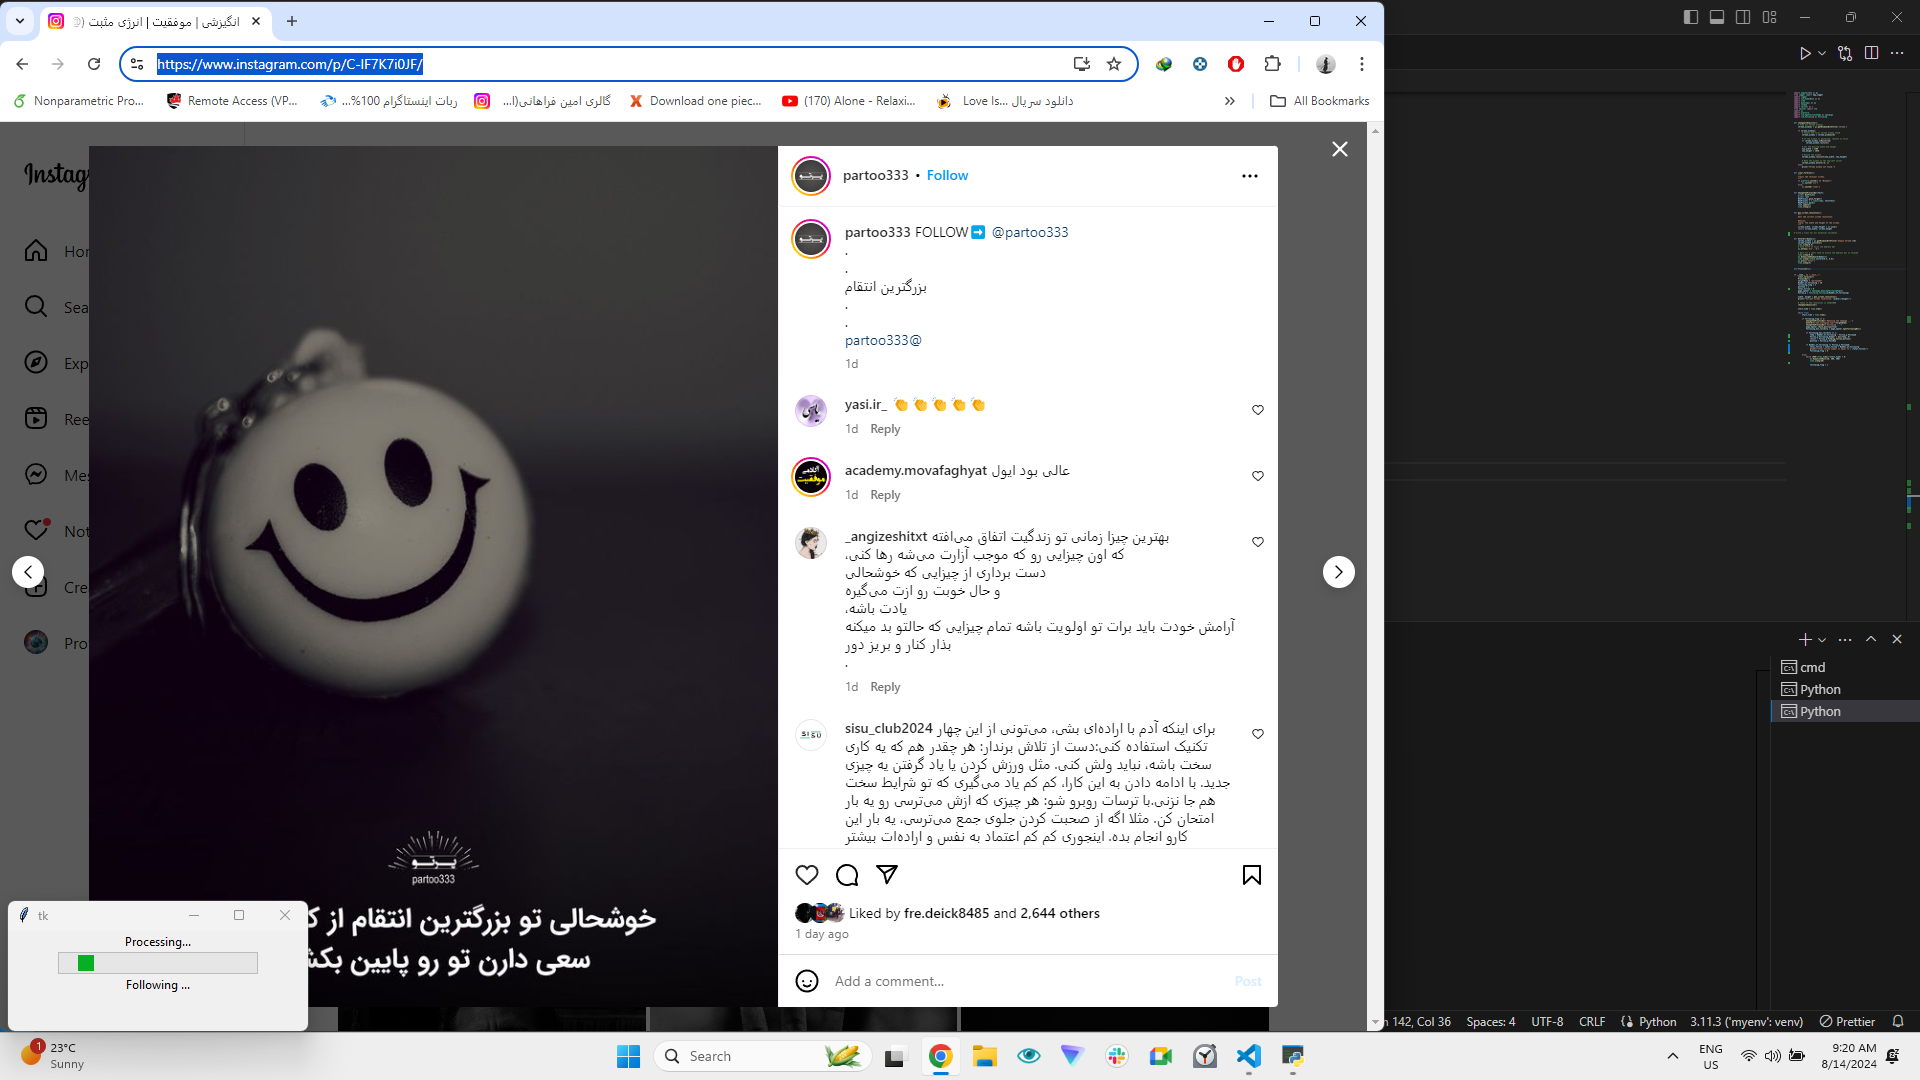 انگیزشی | موفقیت | انرژی مثبت
https://www.instagram.com/p/C-IF7K7i0JF/
Nonparametric Pro...
Remote Access (VP...
ربات اینستاگرام 100%...
گالری امین فراهانی(ا...
Download one piec...
(170) Alone - Relaxi...
دانلود سریال Love Is...
All Bookmarks
Instag
Hor
Sea
Exp
Ree
Mes
Not
Cre
Pro
partoo333 • Follow
partoo333 FOLLOW➡️ @partoo333
.
.
بزرگترین انتقام
.
.
partoo333@
1d
yasi.ir_ 👏👏👏👏👏
1d Reply
academy.movafaghyat عالی بود ایول
1d Reply
_angizeshitxt بهترین چیزا زمانی تو زندگیت اتفاق می‌افته
که اون چیزایی رو که موجب آزارت می‌شه رها کنی،
دست برداری از چیزایی که خوشحالی
و حال خوبت رو ازت می‌گیره
یادت باشه،
آرامش خودت باید برات تو اولویت باشه تمام چیزایی که حالتو بد میکنه
بذار کنار و بریز دور
.
1d Reply
sisu_club2024 برای اینکه آدم با اراده‌ای بشی، می‌تونی از این چهار
تکنیک استفاده کنی:دست از تلاش برندار: هر چقدر هم که یه کاری
سخت باشه، نباید ولش کنی. مثل ورزش کردن یا یاد گرفتن یه چیزی
جدید. با ادامه دادن به این کارا، کم کم یاد می‌گیری که تو شرایط سخت
هم جا نزنی.با ترسات روبرو شو: هر چیزی که ازش می‌ترسی رو یه بار
امتحان کن. مثلا اگه از صحبت کردن جلوی جمع می‌ترسی، یه بار این
کارو انجام بده. اینجوری کم کم اعتماد به نفس و اراده‌ات بیشتر
Liked by fre.deick8485 and 2,644 others
1 day ago
Add a comment...
Post
پرتو
partoo333
خوشحالی تو بزرگترین انتقام از
سعی دارن تو رو پایین بکش
tk
Processing...
Following ...
cmd
Python
Python
142, Col 36
Spaces: 4
UTF-8
CRLF
Python
3.11.3 ('myenv': venv)
Prettier
1
23°C
Sunny
Search
ENG
US
9:20 AM
8/14/2024